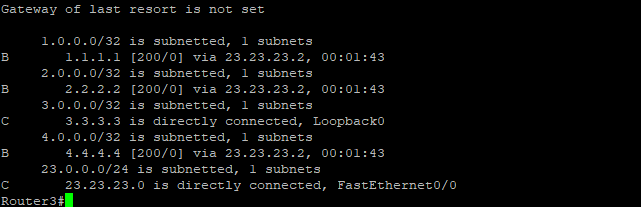 Gateway of last resort is not set
1.0.0.0/32 is subnetted, 1 subnets
B 1.1.1.1 [200/0] via 23.23.23.2, 00:01:43
2.0.0.0/32 is subnetted, 1 subnets
B 2.2.2.2 [200/0] via 23.23.23.2, 00:01:43
3.0.0.0/32 is subnetted, 1 subnets
C 3.3.3.3 is directly connected, Loopback0
4.0.0.0/32 is subnetted, 1 subnets
B 4.4.4.4 [200/0] via 23.23.23.2, 00:01:43
23.0.0.0/24 is subnetted, 1 subnets
C 23.23.23.0 is directly connected, FastEthernet0/0
Router3#